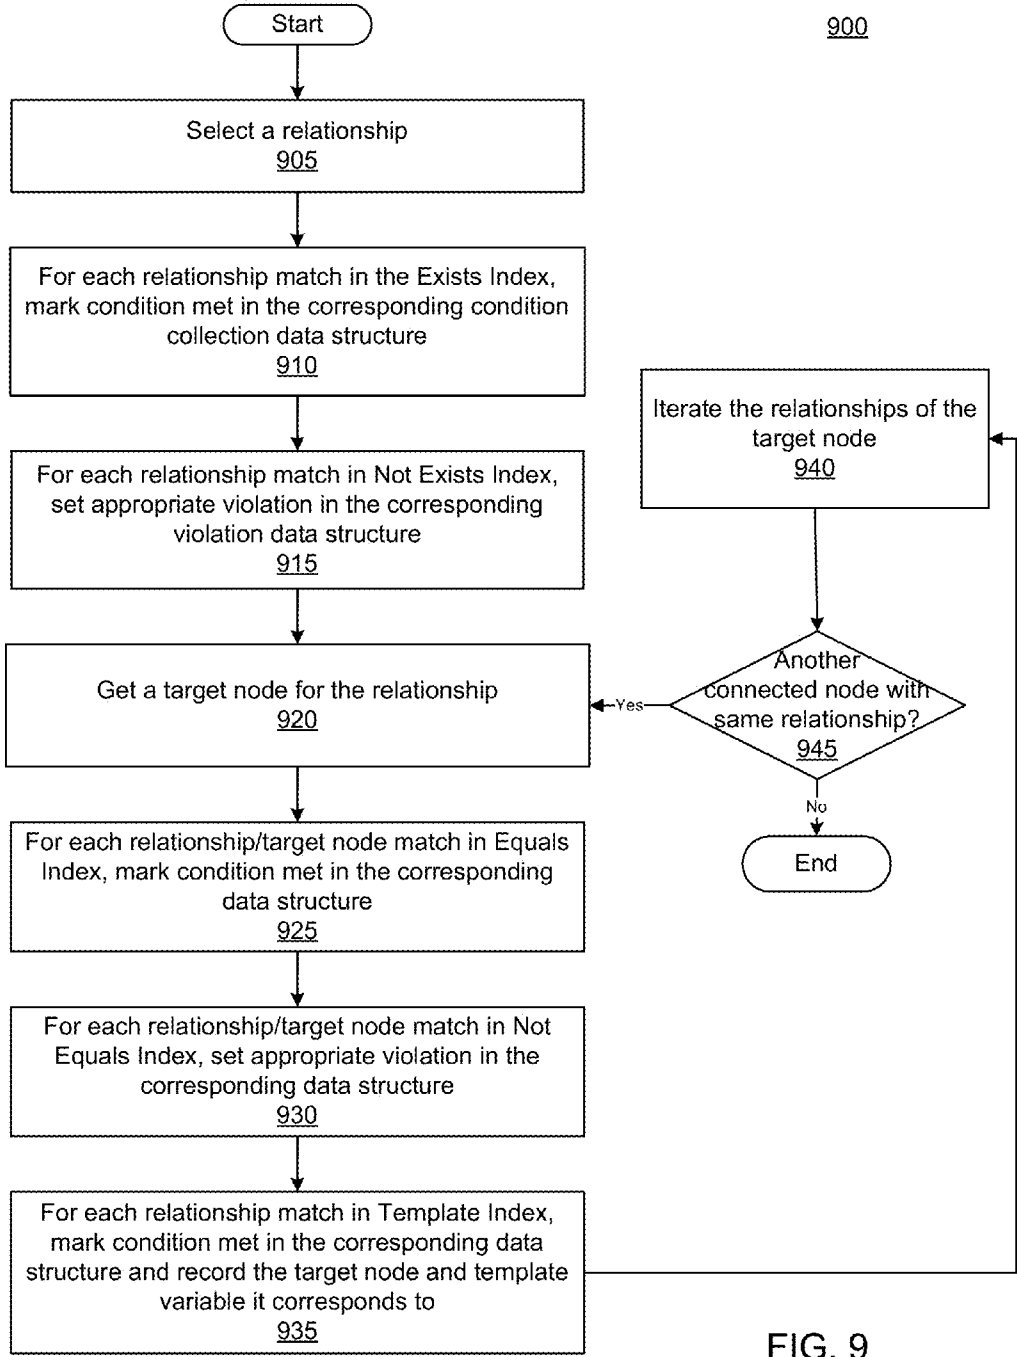 Start
900
Select a relationship
905
For each relationship match in the Exists Index,
mark condition met in the corresponding condition
collection data structure
910
For each relationship match in Not Exists Index,
set appropriate violation in the corresponding
violation data structure
915
Get a target node for the relationship
920
For each relationship/target node match in Equals
Index, mark condition met in the corresponding
data structure
925
For each relationship/target node match in Not
Equals Index, set appropriate violation in the
corresponding data structure
930
For each relationship match in Template Index,
mark condition met in the corresponding data
structure and record the target node and template
variable it corresponds to
935
Iterate the relationships of the
target node
940
Another
connected node with
same relationship?
945
Yes
No
End
FIG. 9